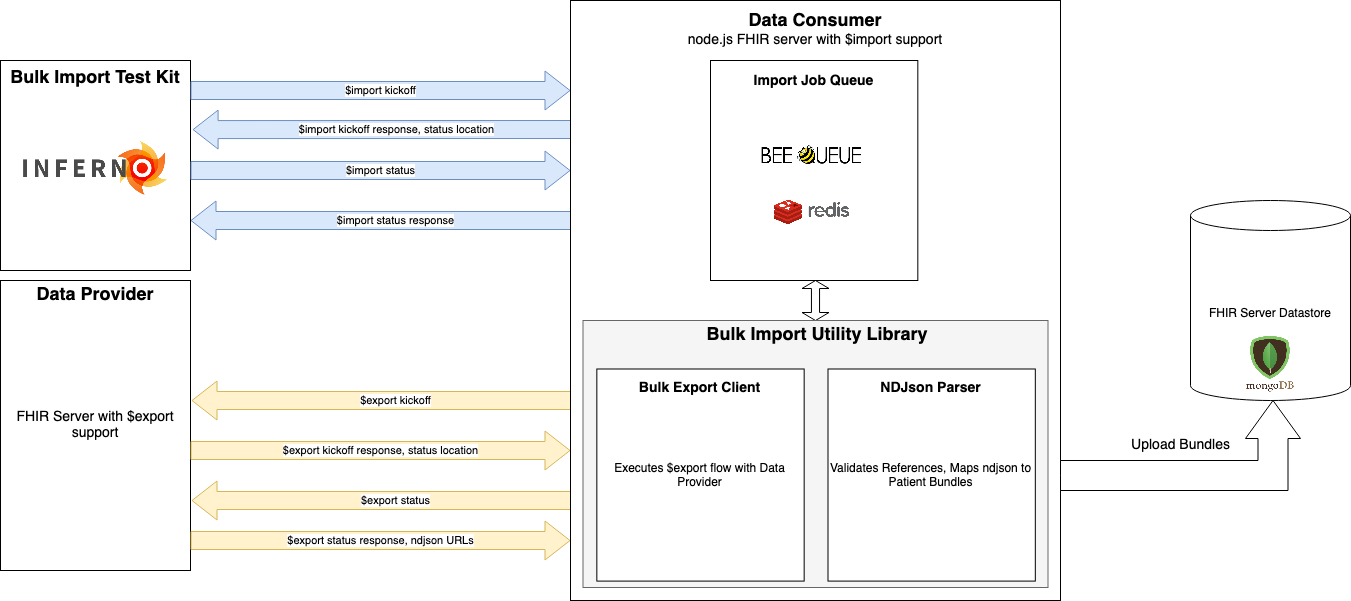 Data Consumer
node.js FHIR server with $import support
Bulk Import Test Kit
INFERNO
$import kickoff
$import kickoff response, status location
$import status
$import status response
Import Job Queue
BEE QUEUE
redis
Data Provider
FHIR Server with $export
support
$export kickoff
$export kickoff response, status location
$export status
$export status response, ndjson URLs
Bulk Import Utility Library
Bulk Export Client
Executes $export flow with Data
Provider
NDJson Parser
Validates References, Maps ndjson to
Patient Bundles
Upload Bundles
FHIR Server Datastore
mongoDB